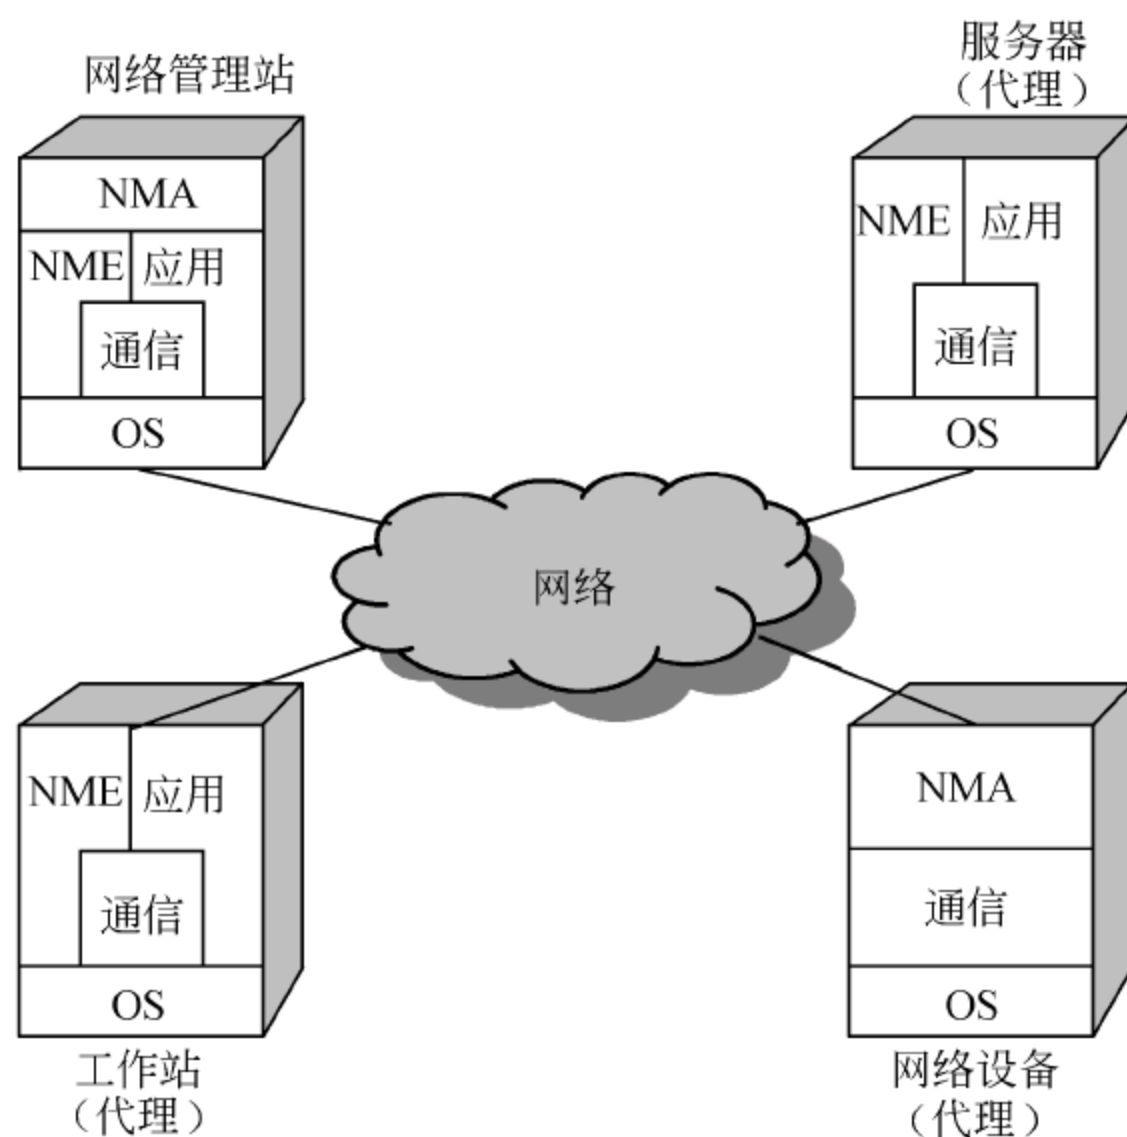 网络管理站
NMA
NME 应用
通信
OS
服务器
（代理）
NME 应用
通信
OS
网络
NME 应用
通信
OS
工作站
（代理）
NMA
通信
OS
网络设备
（代理）